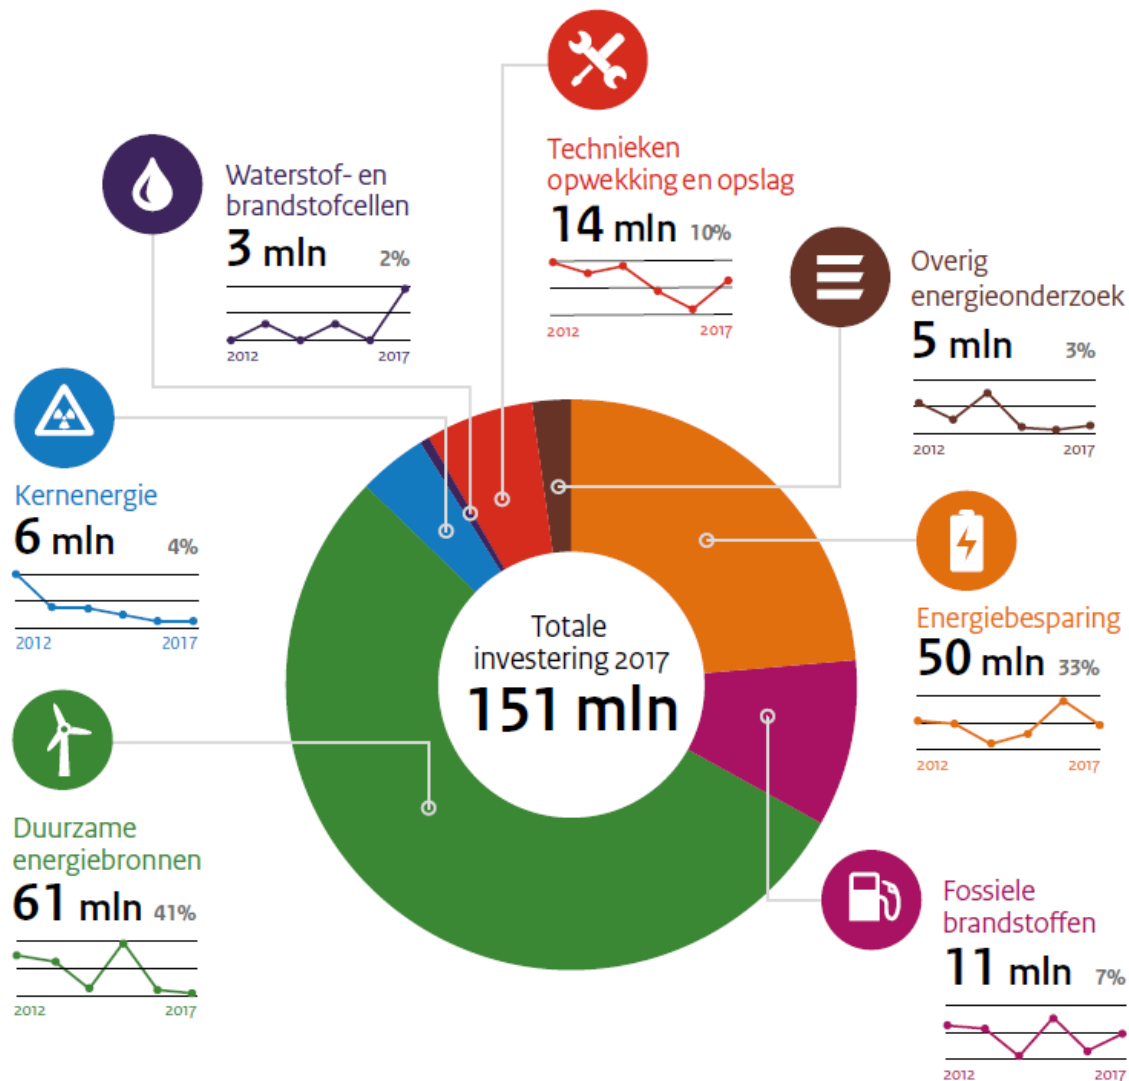 Technieken
opwekking en opslag
14 mln 10%
2012 2017
Waterstof- en
brandstofcellen
3 mln 2%
2012 2017
Overig
energieonderzoek
5 mln 3%
2012 2017
Kernenergie
6 mln 4%
2012 2017
Totale
investering 2017
151 mln
Energiebesparing
50 mln 33%
2012 2017
Duurzame
energiebronnen
61 mln 41%
2012 2017
Fossiele
brandstoffen
11 mln 7%
2012 2017